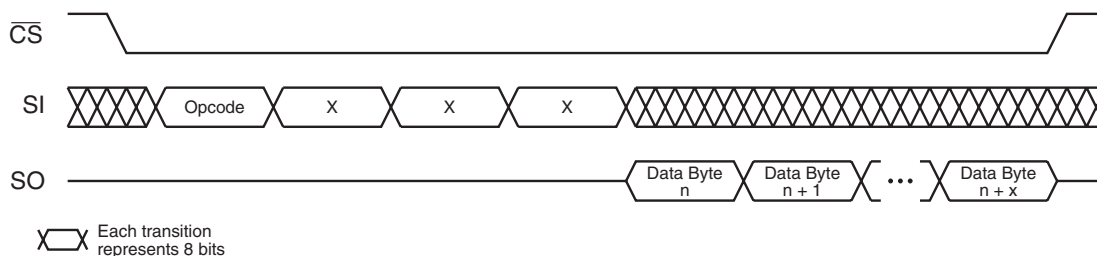 CS
SI
Opcode X X X
SO
Data Byte n
Data Byte n + 1
•••
Data Byte n + x
Each transition
represents 8 bits